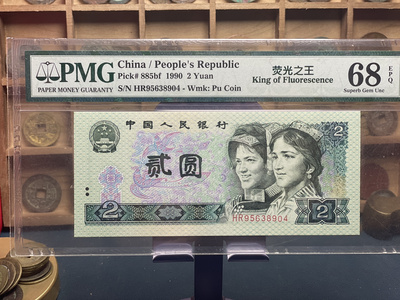 PMG
PAPER MONEY GUARANTY
China / People's Republic
Pick# 885bf 1990 2 Yuan
S/N HR95638904 - Wmk: Pu Coin
荧光之王
King of Fluorescence
68 EPQ
Superb Gem Unc
中国人民银行
2
贰圆
HR95638904
2
2